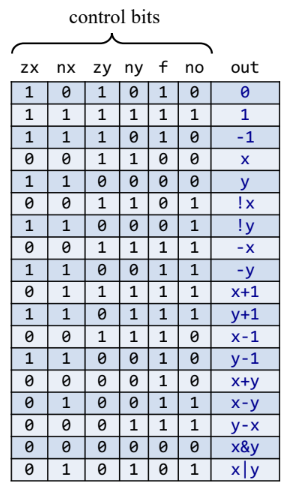 control bits
zx nx zy ny f no out
1 0 1 0 1 0 0
1 1 1 1 1 1 1
1 1 1 0 1 0 -1
0 0 1 1 0 0 x
1 1 0 0 0 0 y
0 0 1 1 0 1 !x
1 1 0 0 0 1 !y
0 0 1 1 1 1 -x
1 1 0 0 1 1 -y
0 1 1 1 1 1 x+1
1 1 0 1 1 1 y+1
0 0 1 1 1 0 x-1
1 1 0 0 1 0 y-1
0 0 0 0 1 0 x+y
0 1 0 0 1 1 x-y
0 0 0 1 1 1 y-x
0 0 0 0 0 0 x&y
0 1 0 1 0 1 x|y